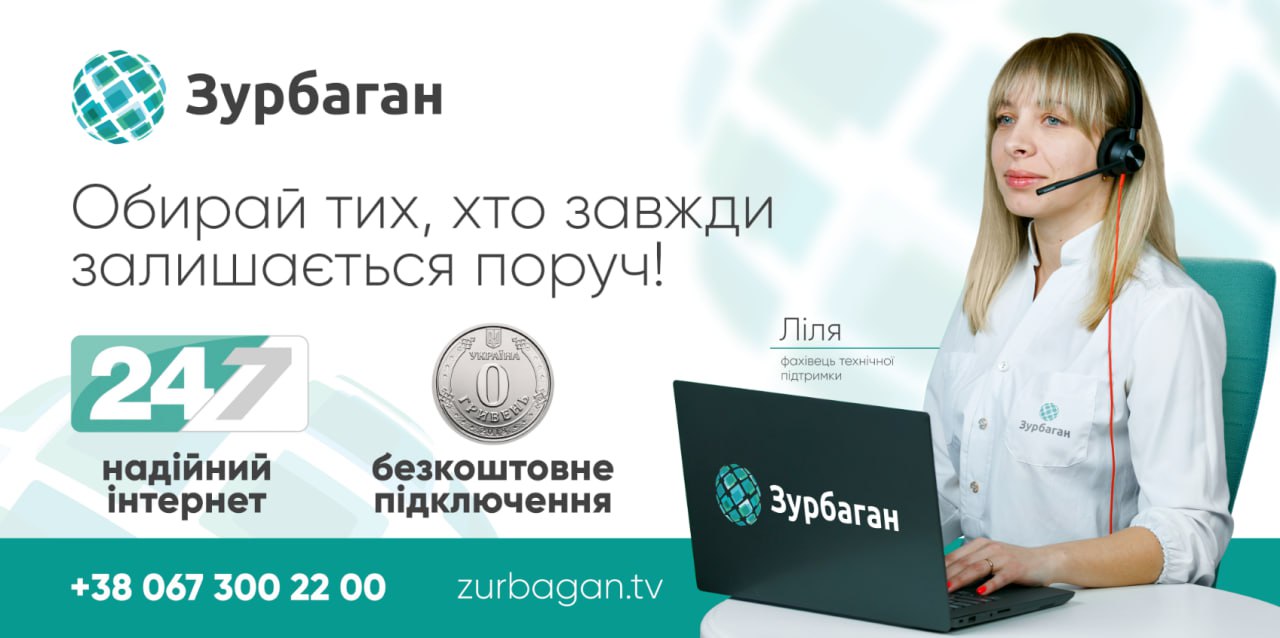 Зурбаган
Обирай тих, хто завжди
залишається поруч!
24/7
надійний
інтернет
УКРАЇНА
0
ГРИВЕНЬ
безкоштовне
підключення
Ліля
фахівець технічної
підтримки
Зурбаган
Зурбаган
+38 067 300 22 00
zurbagan.tv